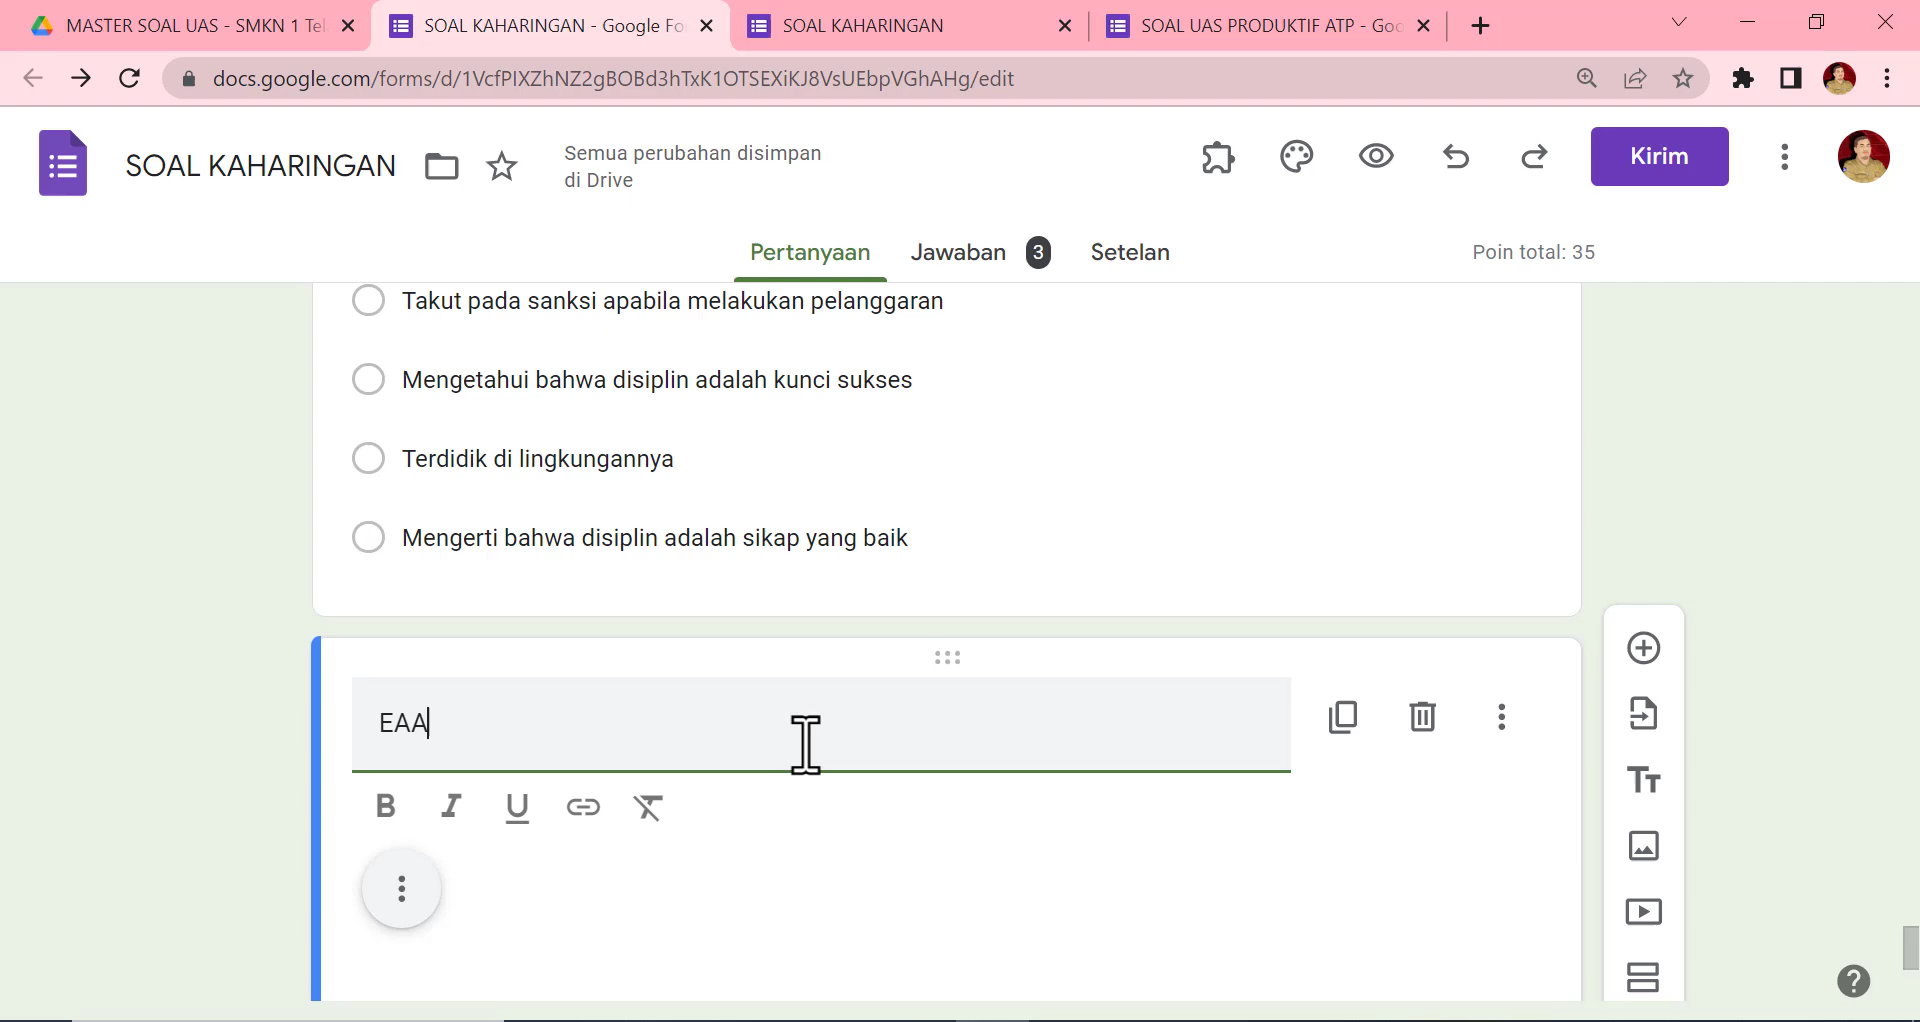 MASTER SOAL UAS - SMKN 1 Tel
SOAL KAHARINGAN - Google Fo
SOAL KAHARINGAN
SOAL UAS PRODUKTIF ATP - Goo
docs.google.com/forms/d/1VcfPIXZhNZ2gBOBd3hTxK1OTSEXiKJ8VsUEbpVGhAHg/edit
SOAL KAHARINGAN
Semua perubahan disimpan
di Drive
Kirim
Pertanyaan
Jawaban 3
Setelan
Poin total: 35
Takut pada sanksi apabila melakukan pelanggaran
Mengetahui bahwa disiplin adalah kunci sukses
Terdidik di lingkungannya
Mengerti bahwa disiplin adalah sikap yang baik
EAA
B I U
Tт